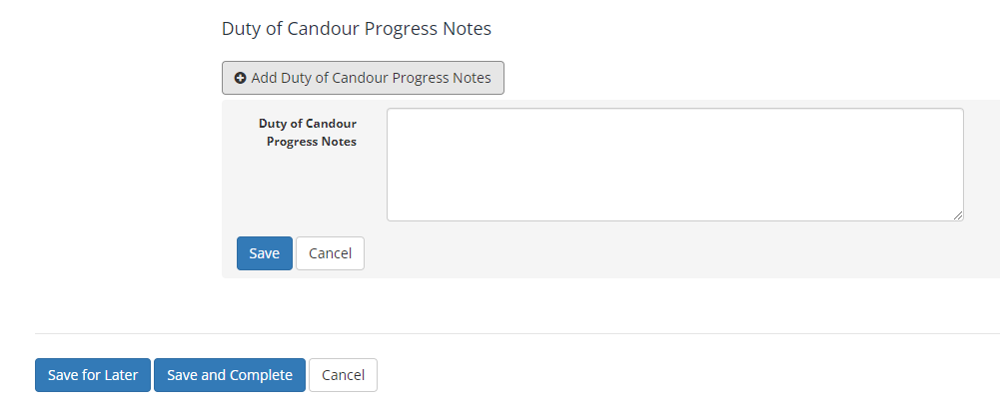 Duty of Candour Progress Notes
Add Duty of Candour Progress Notes
Duty of Candour
Progress Notes
Save Cancel
Save for Later Save and Complete Cancel